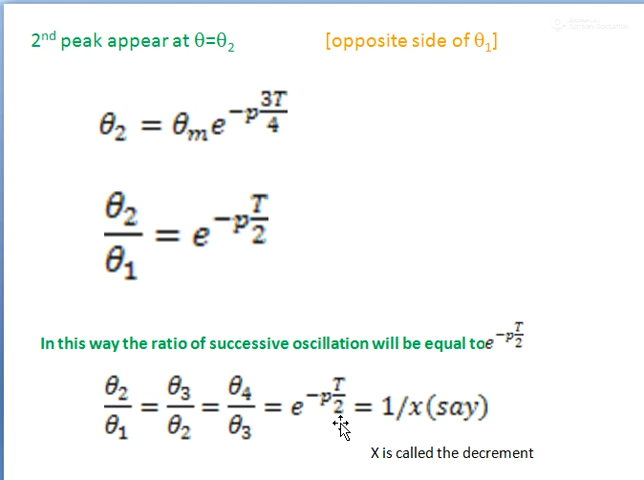 2nd peak appear at θ=θ₂ [opposite side of θ₁]
θ₂ = θₘe^(−p 3T/4)
θ₂/θ₁ = e^(−p T/2)
In this way the ratio of successive oscillation will be equal to e^(−p T/2)
θ₂/θ₁ = θ₃/θ₂ = θ₄/θ₃ = e^(−p T/2) = 1/x(say)
X is called the decrement